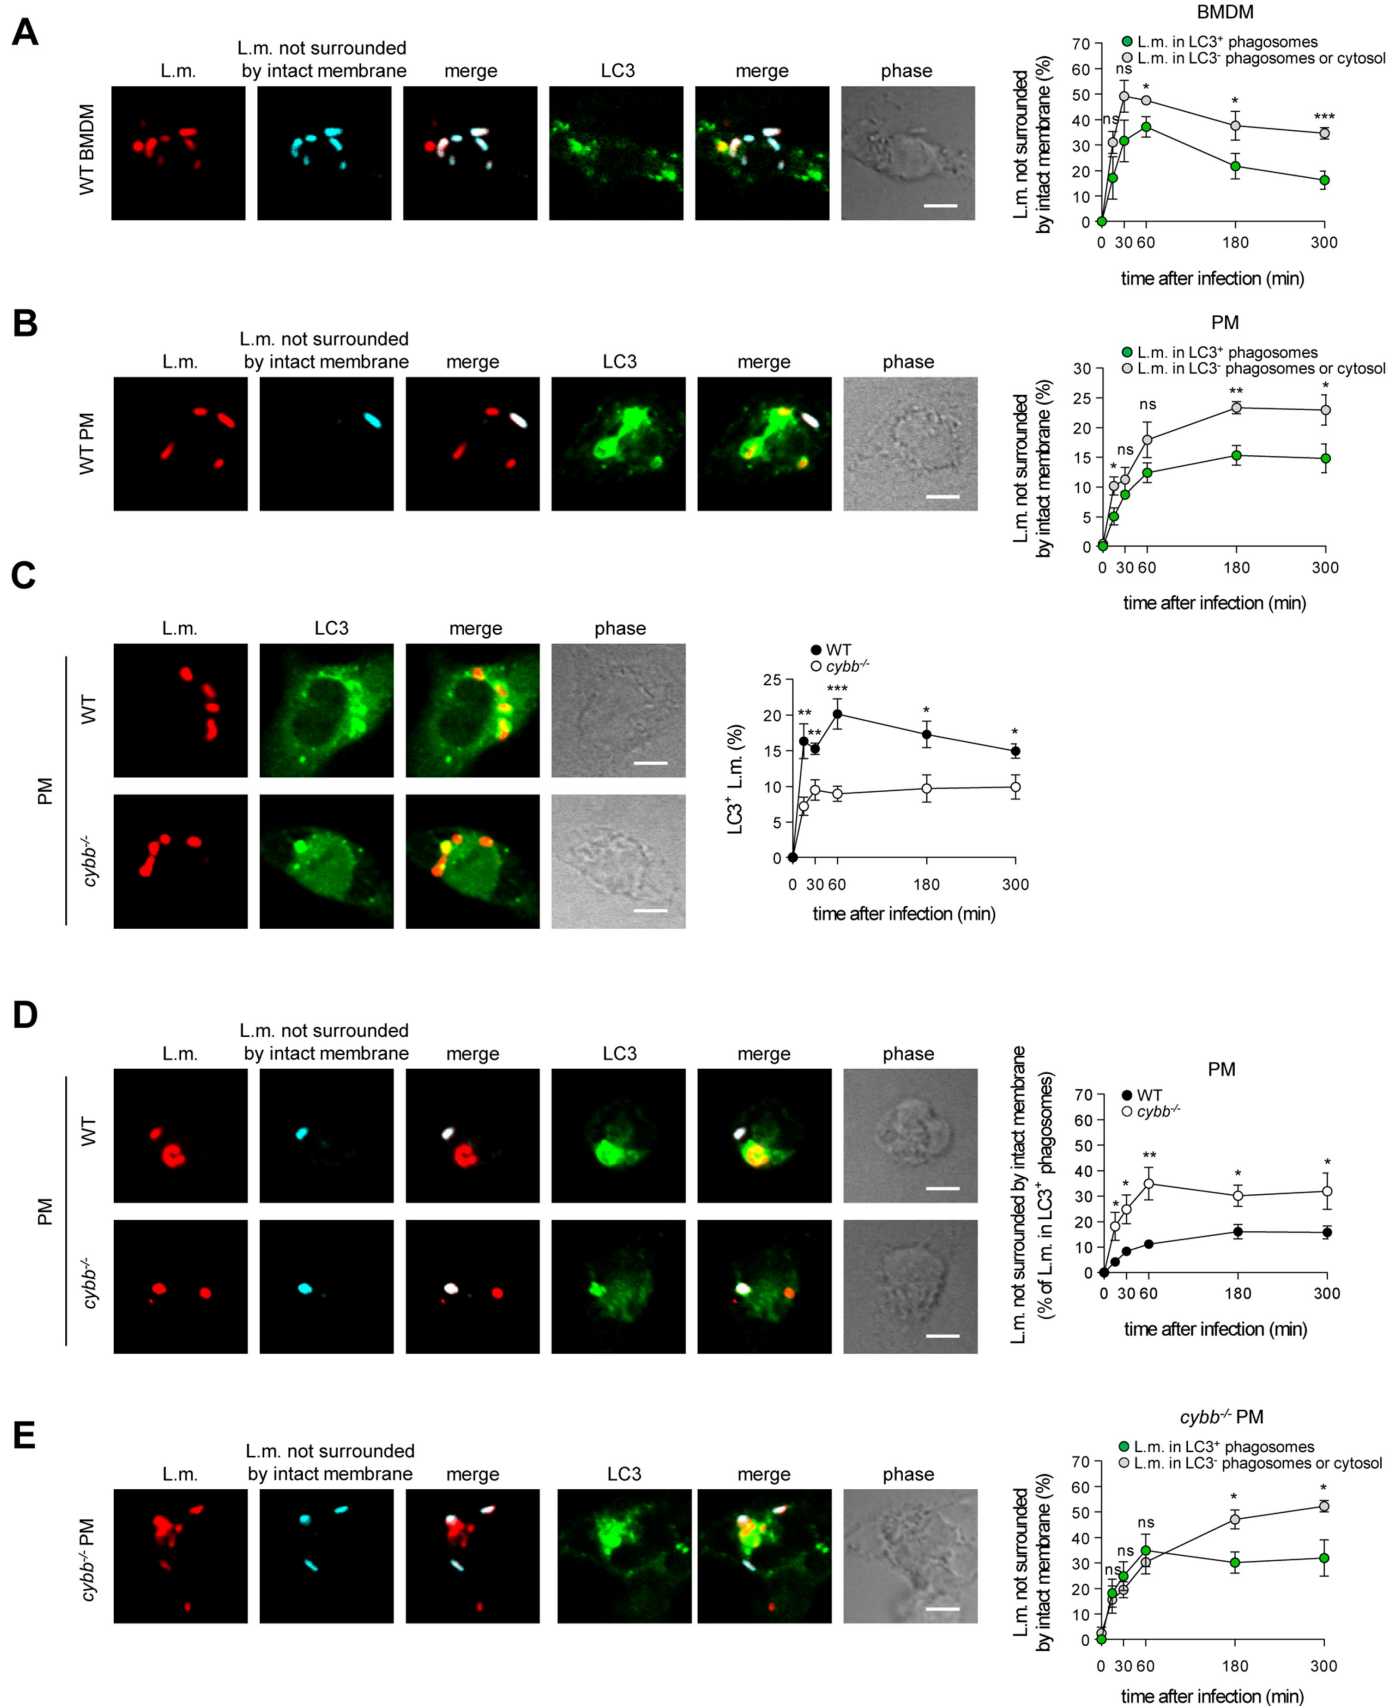 A
L.m. not surrounded
L.m. by intact membrane merge LC3 merge phase
WT BMDM
BMDM
L.m. in LC3⁺ phagosomes
L.m. in LC3⁻ phagosomes or cytosol
L.m. not surrounded
by intact membrane (%)
70
60
50
40
30
20
10
0
ns ns * * ***
0 30 60 180 300
time after infection (min)
B
L.m. not surrounded
L.m. by intact membrane merge LC3 merge phase
WT PM
PM
L.m. in LC3⁺ phagosomes
L.m. in LC3⁻ phagosomes or cytosol
L.m. not surrounded
by intact membrane (%)
30
25
20
15
10
5
0
* ns ns ** *
0 30 60 180 300
time after infection (min)
C
L.m. LC3 merge phase
PM
WT
cybb⁻/⁻
WT
cybb⁻/⁻
LC3⁺ L.m. (%)
25
20
15
10
5
0
** ** *** * *
0 30 60 180 300
time after infection (min)
D
L.m. not surrounded
L.m. by intact membrane merge LC3 merge phase
PM
WT
cybb⁻/⁻
PM
WT
cybb⁻/⁻
L.m. not surrounded by intact membrane
(% of L.m. in LC3⁺ phagosomes)
70
60
50
40
30
20
10
0
* * ** * *
0 30 60 180 300
time after infection (min)
E
L.m. not surrounded
L.m. by intact membrane merge LC3 merge phase
cybb⁻/⁻ PM
cybb⁻/⁻ PM
L.m. in LC3⁺ phagosomes
L.m. in LC3⁻ phagosomes or cytosol
L.m. not surrounded
by intact membrane (%)
70
60
50
40
30
20
10
0
ns ns ns * *
0 30 60 180 300
time after infection (min)